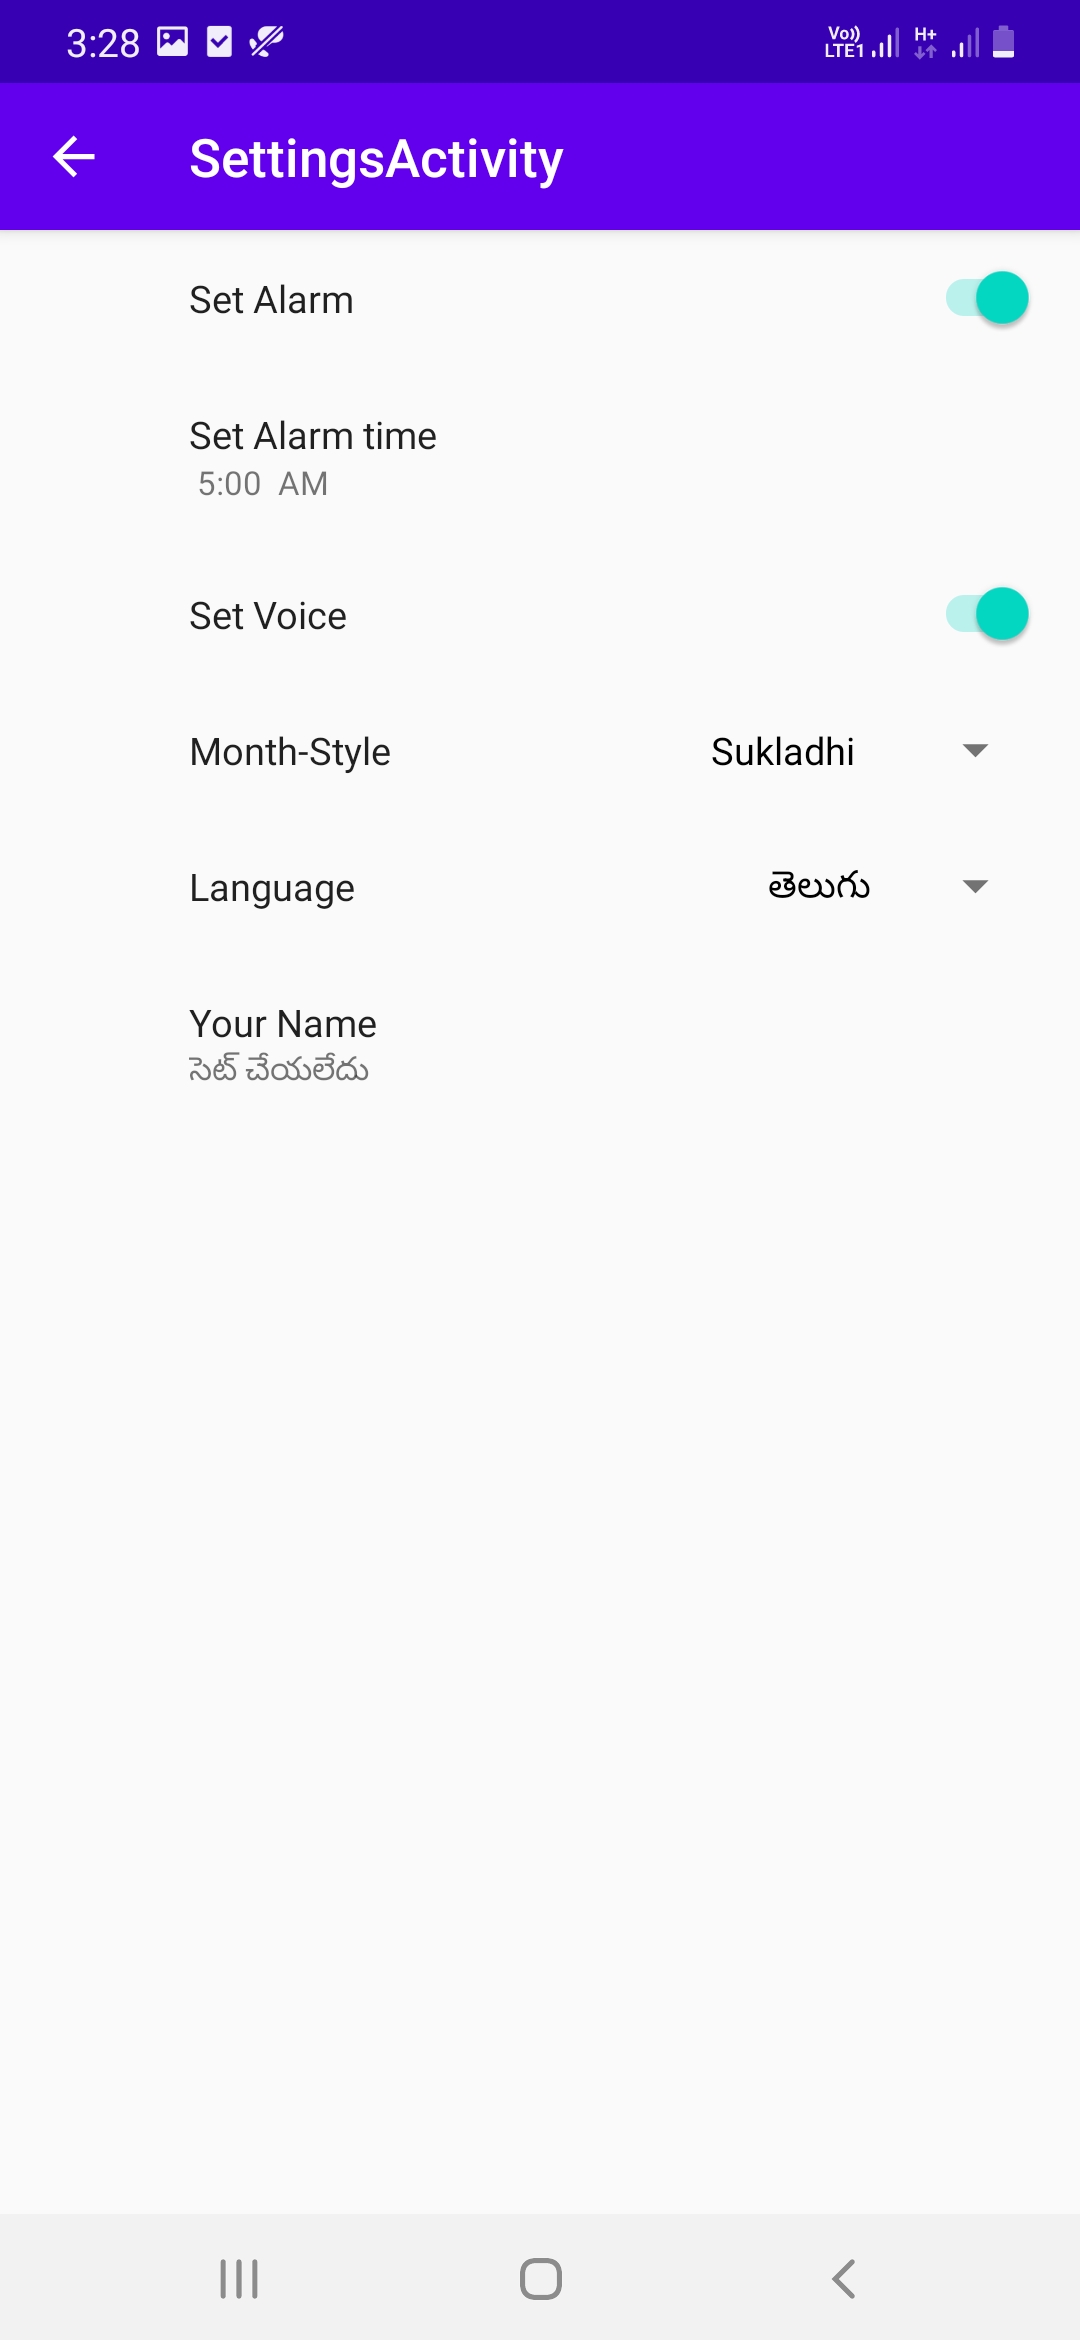 3:28 Vo)) LTE1 H+
SettingsActivity
Set Alarm
Set Alarm time
5:00 AM
Set Voice
Month-Style Sukladhi
Language తెలుగు
Your Name
సెట్ చేయలేదు